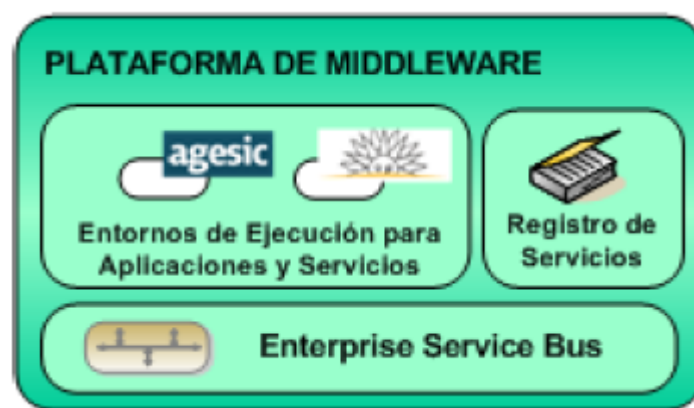 PLATAFORMA DE MIDDLEWARE
agesic
Entornos de Ejecución para
Aplicaciones y Servicios
Registro de
Servicios
Enterprise Service Bus